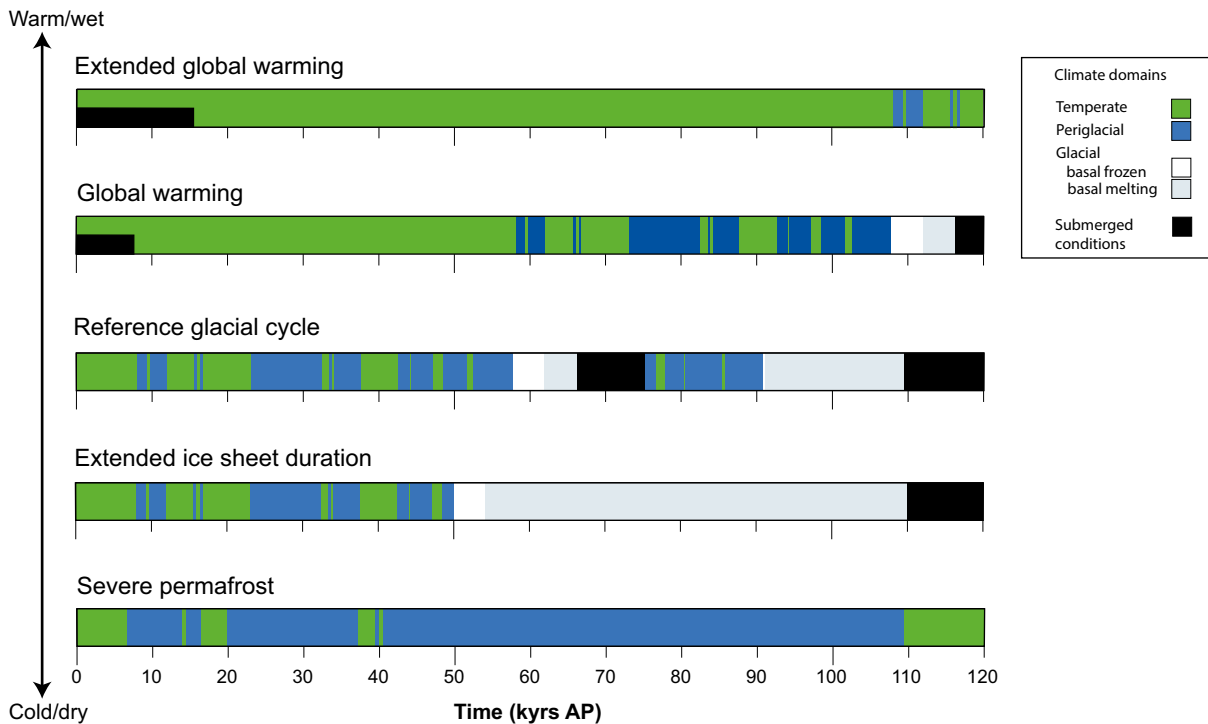 Warm/wet
Extended global warming
Global warming
Reference glacial cycle
Extended ice sheet duration
Severe permafrost
0 10 20 30 40 50 60 70 80 90 100 110 120
Cold/dry
Time (kyrs AP)
Climate domains
Temperate
Periglacial
Glacial
basal frozen
basal melting
Submerged
conditions